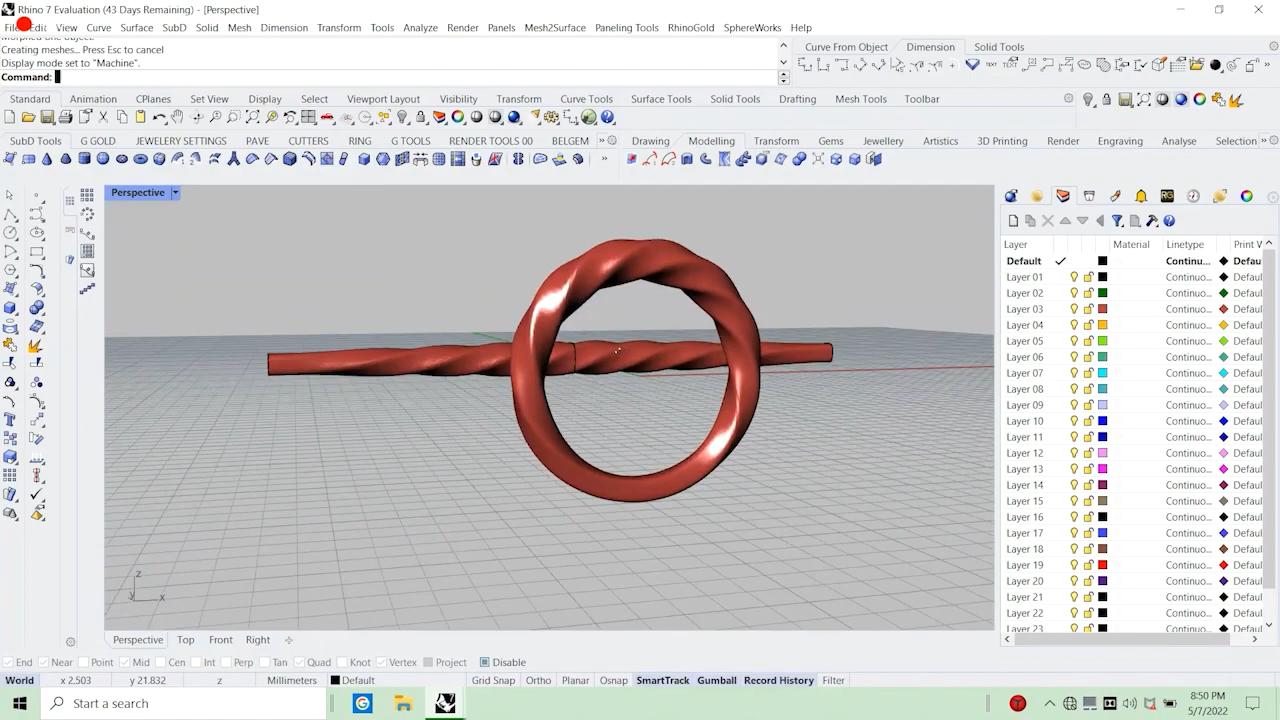 Rhino 7 Evaluation (43 Days Remaining) - [Perspective]
File Edit View Curve Surface SubD Solid Mesh Dimension Transform Tools Analyze Render Panels Mesh2Surface Paneling Tools RhinoGold SphereWorks Help
Creating meshes... Press Esc to cancel
Display mode set to "Machine".
Command:
Curve From Object Dimension Solid Tools
Standard Animation CPlanes Set View Display Select Viewport Layout Visibility Transform Curve Tools Surface Tools Solid Tools Drafting Mesh Tools Toolbar
SubD Tools G GOLD JEWELERY SETTINGS PAVE CUTTERS RING G TOOLS RENDER TOOLS 00 BELGEM
Drawing Modelling Transform Gems Jewellery Artistics 3D Printing Render Engraving Analyse Selection
Perspective
Layer Material Linetype Print V
Default Continu... Defau
Layer 01 Continuo... Defaul
Layer 02 Continuo... Defaul
Layer 03 Continuo... Defaul
Layer 04 Continuo... Defaul
Layer 05 Continuo... Defaul
Layer 06 Continuo... Defaul
Layer 07 Continuo... Defaul
Layer 08 Continuo... Defaul
Layer 09 Continuo... Defaul
Layer 10 Continuo... Defaul
Layer 11 Continuo... Defaul
Layer 12 Continuo... Defaul
Layer 13 Continuo... Defaul
Layer 14 Continuo... Defaul
Layer 15 Continuo... Defaul
Layer 16 Continuo... Defaul
Layer 17 Continuo... Defaul
Layer 18 Continuo... Defaul
Layer 19 Continuo... Defaul
Layer 20 Continuo... Defaul
Layer 21 Continuo... Defaul
Layer 22 Continuo... Defaul
Layer 23 Continuo... Defaul
z
y x
Perspective Top Front Right
End Near Point Mid Cen Int Perp Tan Quad Knot Vertex Project Disable
World x 2.503 y 21.832 z Millimeters Default Grid Snap Ortho Planar Osnap SmartTrack Gumball Record History Filter
Start a search
8:50 PM
5/7/2022